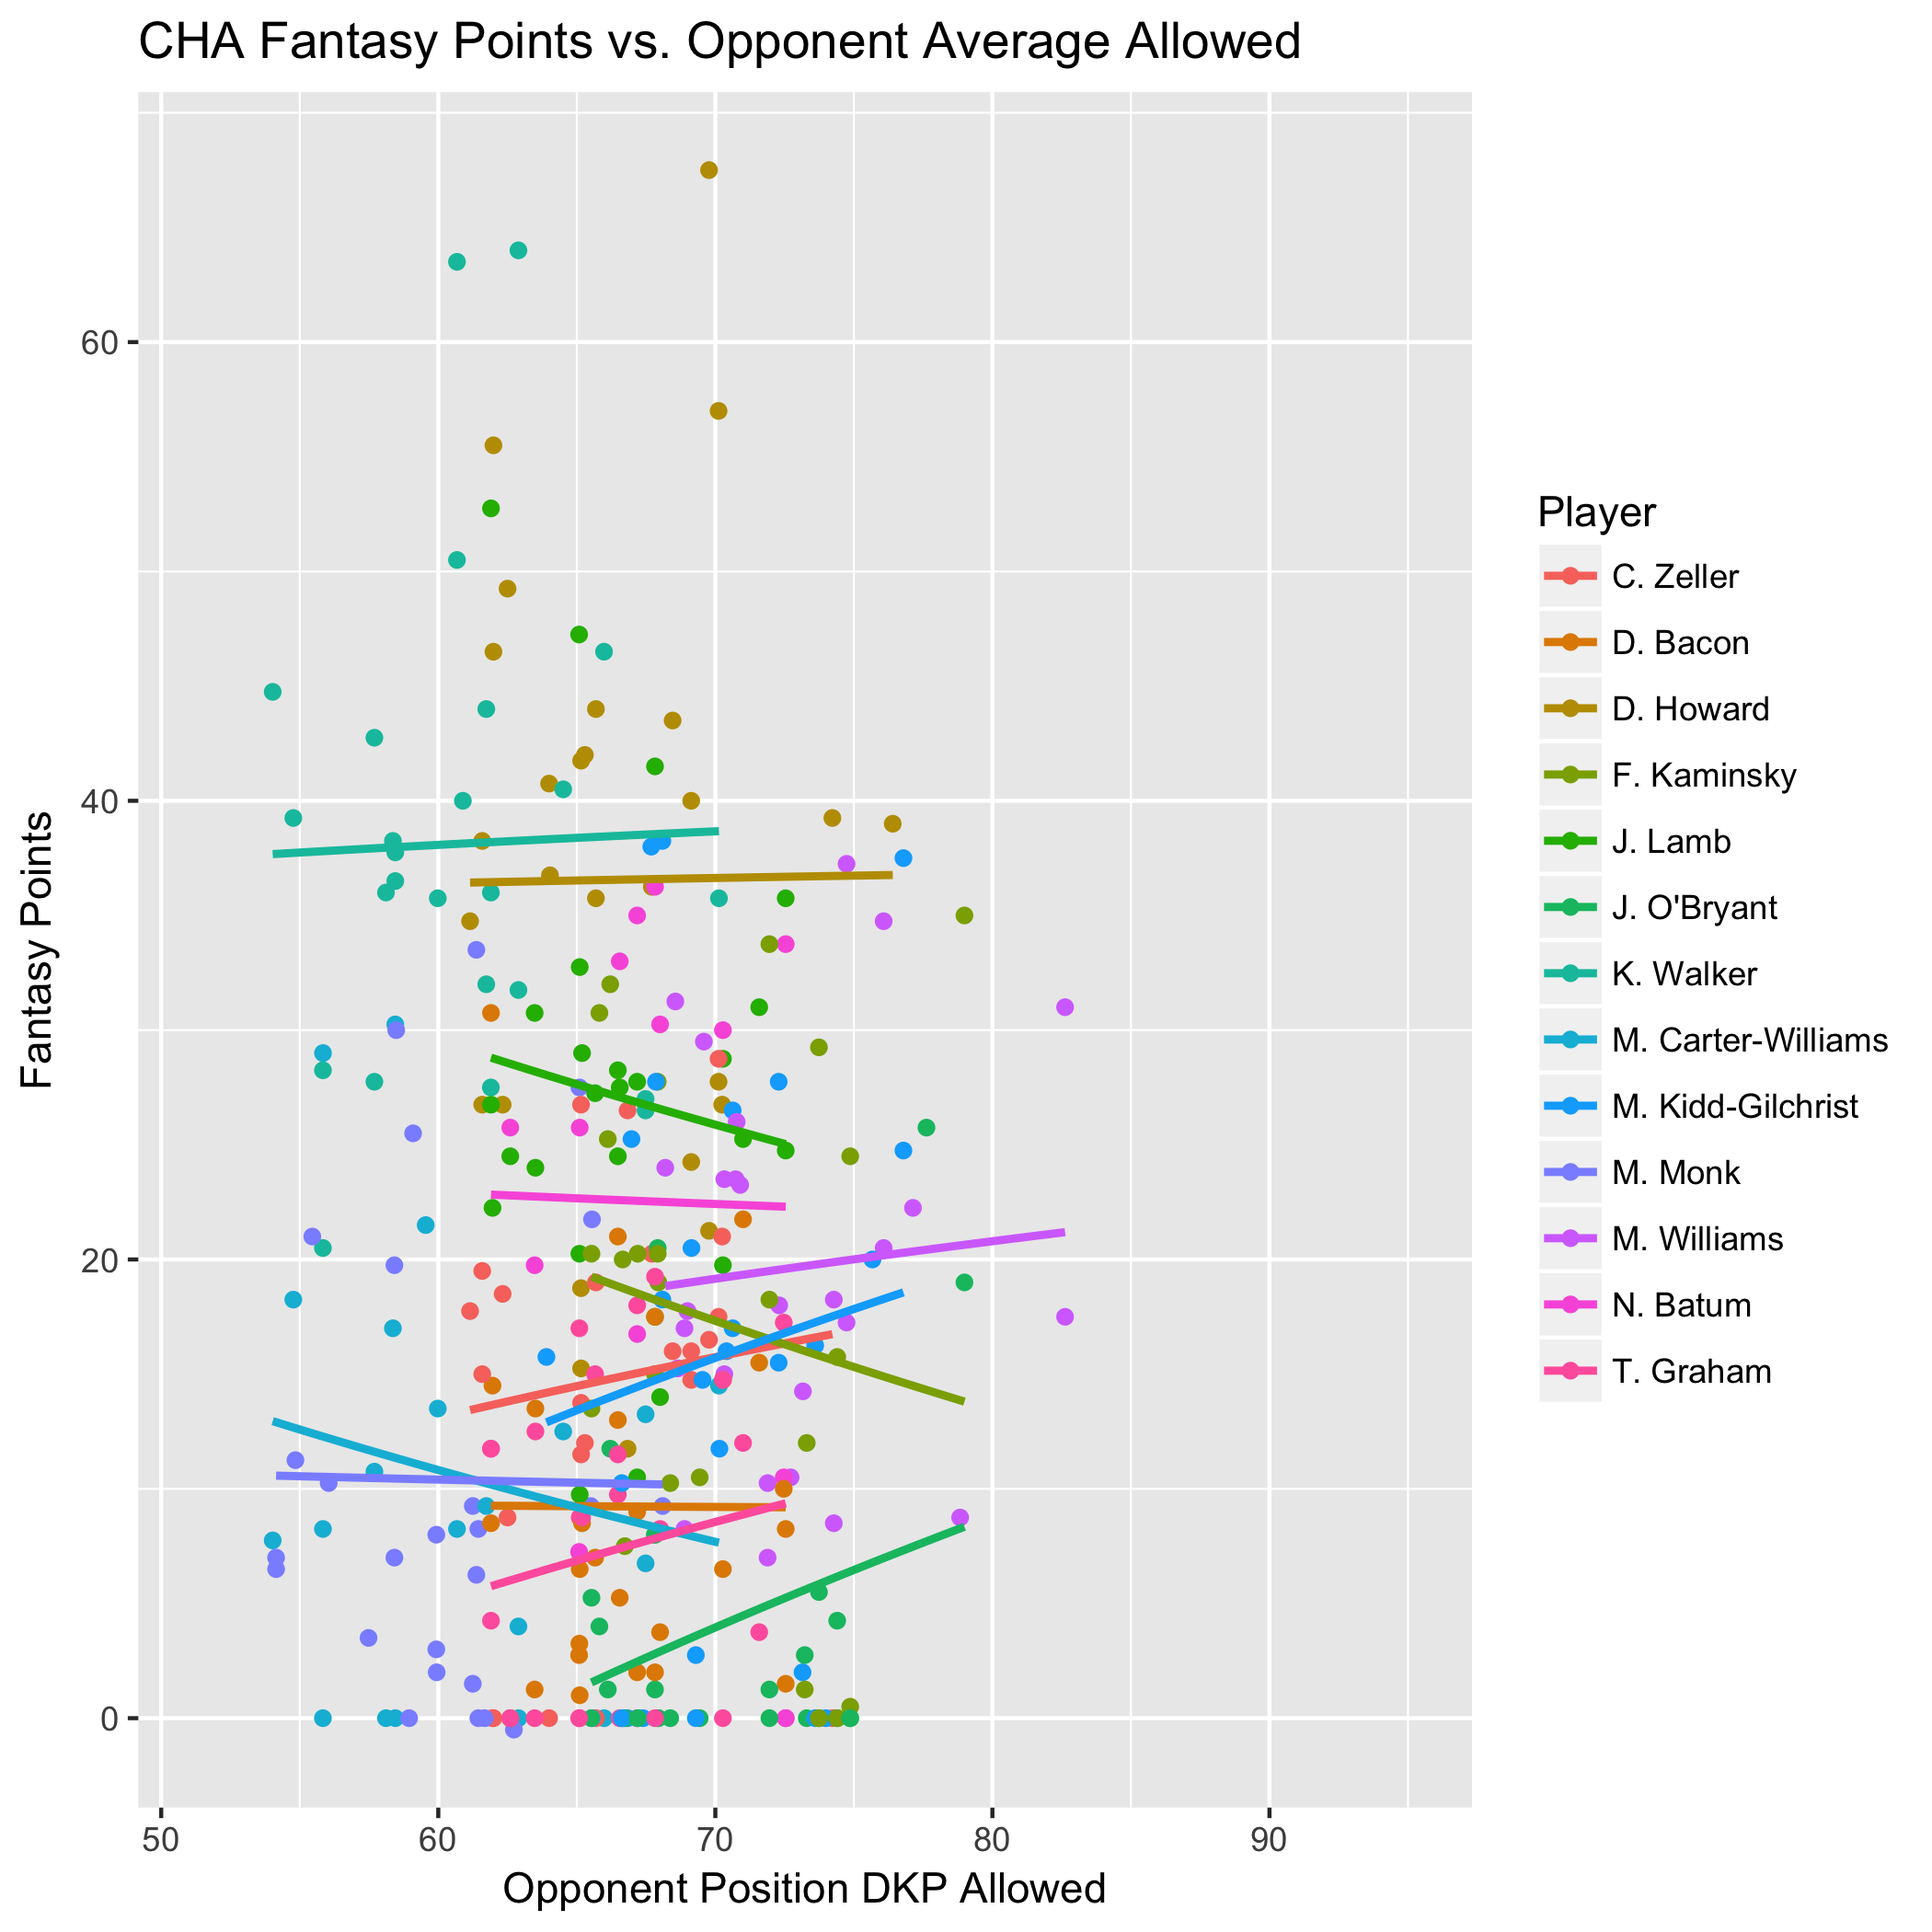 CHA Fantasy Points vs. Opponent Average Allowed
60
40
20
0
Fantasy Points
50 60 70 80 90
Opponent Position DKP Allowed
Player
C. Zeller
D. Bacon
D. Howard
F. Kaminsky
J. Lamb
J. O'Bryant
K. Walker
M. Carter-Williams
M. Kidd-Gilchrist
M. Monk
M. Williams
N. Batum
T. Graham